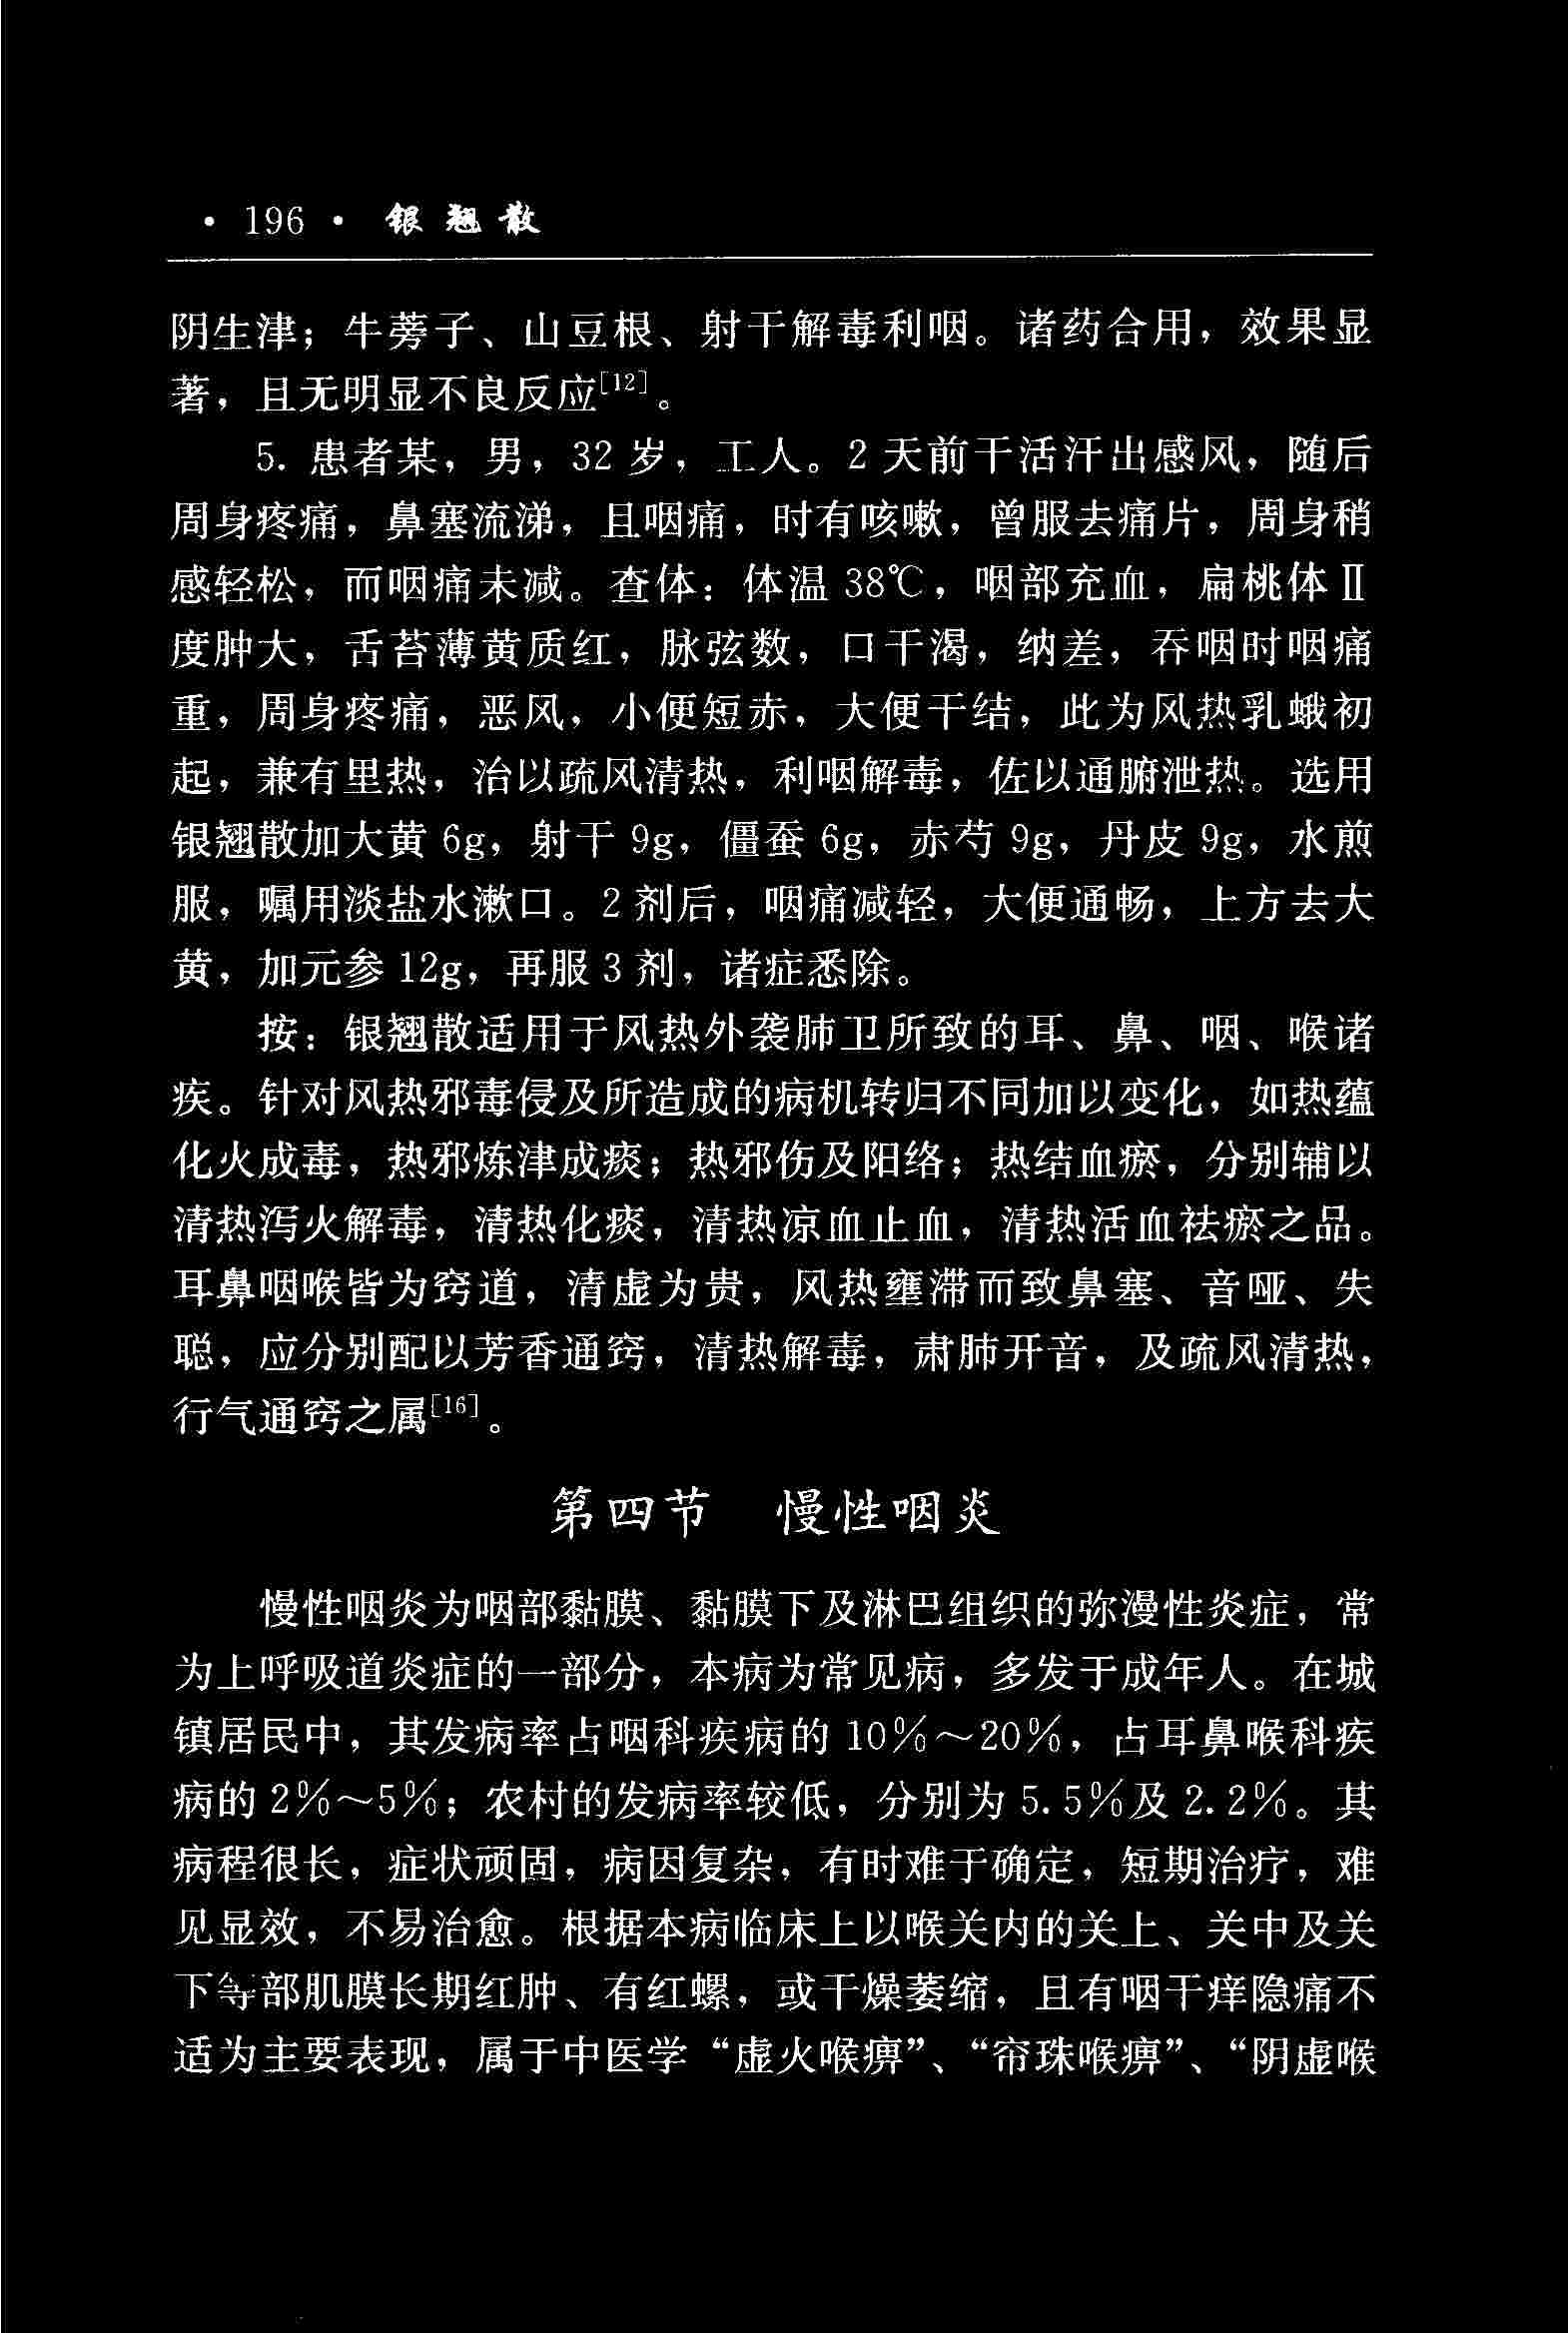 · 196 · 银翘散
阴生津；牛蒡子、山豆根、射干解毒利咽。诸药合用，效果显
著，且无明显不良反应[12]。
5. 患者某，男，32 岁，工人。2 天前干活汗出感风，随后
周身疼痛，鼻塞流涕，且咽痛，时有咳嗽，曾服去痛片，周身稍
感轻松，而咽痛未减。查体：体温 38℃，咽部充血，扁桃体Ⅱ
度肿大，舌苔薄黄质红，脉弦数，口干渴，纳差，吞咽时咽痛
重，周身疼痛，恶风，小便短赤，大便干结，此为风热乳蛾初
起，兼有里热，治以疏风清热，利咽解毒，佐以通腑泄热。选用
银翘散加大黄 6g，射干 9g，僵蚕 6g，赤芍 9g，丹皮 9g，水煎
服，嘱用淡盐水漱口。2 剂后，咽痛减轻，大便通畅，上方去大
黄，加元参 12g，再服 3 剂，诸症悉除。
按：银翘散适用于风热外袭肺卫所致的耳、鼻、咽、喉诸
疾。针对风热邪毒侵及所造成的病机转归不同加以变化，如热蕴
化火成毒，热邪炼津成痰；热邪伤及阳络；热结血瘀，分别辅以
清热泻火解毒，清热化痰，清热凉血止血，清热活血祛瘀之品。
耳鼻咽喉皆为窍道，清虚为贵，风热壅滞而致鼻塞、音哑、失
聪，应分别配以芳香通窍，清热解毒，肃肺开音，及疏风清热，
行气通窍之属[16]。
第四节　慢性咽炎
慢性咽炎为咽部黏膜、黏膜下及淋巴组织的弥漫性炎症，常
为上呼吸道炎症的一部分，本病为常见病，多发于成年人。在城
镇居民中，其发病率占咽科疾病的 10%～20%，占耳鼻喉科疾
病的 2%～5%；农村的发病率较低，分别为 5.5%及 2.2%。其
病程很长，症状顽固，病因复杂，有时难于确定，短期治疗，难
见显效，不易治愈。根据本病临床上以喉关内的关上、关中及关
下等部肌膜长期红肿、有红螺，或干燥萎缩，且有咽干痒隐痛不
适为主要表现，属于中医学“虚火喉痹”、“帘珠喉痹”、“阴虚喉